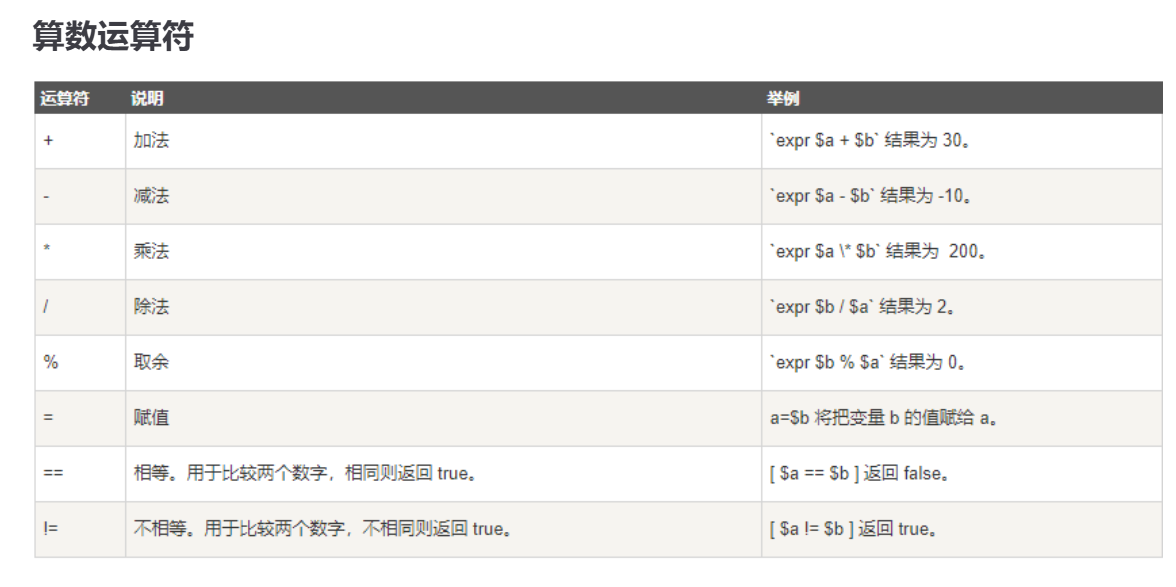 算数运算符
运算符 说明 举例
+ 加法 `expr $a + $b` 结果为 30。
- 减法 `expr $a - $b` 结果为 -10。
* 乘法 `expr $a \* $b` 结果为  200。
/ 除法 `expr $b / $a` 结果为 2。
% 取余 `expr $b % $a` 结果为 0。
= 赋值 a=$b 将把变量 b 的值赋给 a。
== 相等。用于比较两个数字，相同则返回 true。 [ $a == $b ] 返回 false。
!= 不相等。用于比较两个数字，不相同则返回 true。 [ $a != $b ] 返回 true。